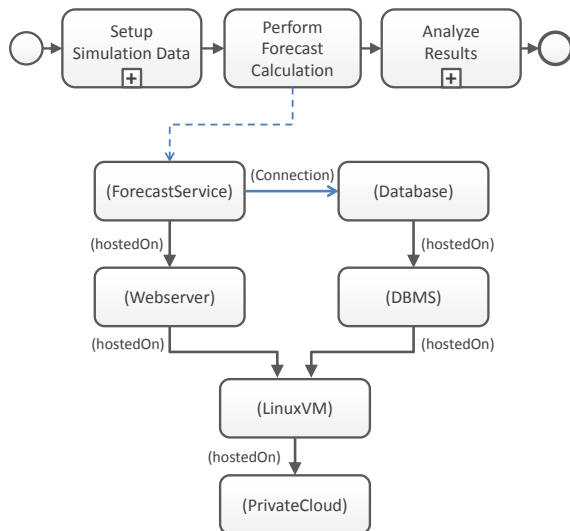 Setup
Simulation Data
Perform
Forecast
Calculation
Analyze
Results
(ForecastService)
(Connection)
(Database)
(hostedOn)
(hostedOn)
(Webserver)
(DBMS)
(hostedOn)
(hostedOn)
(LinuxVM)
(hostedOn)
(PrivateCloud)